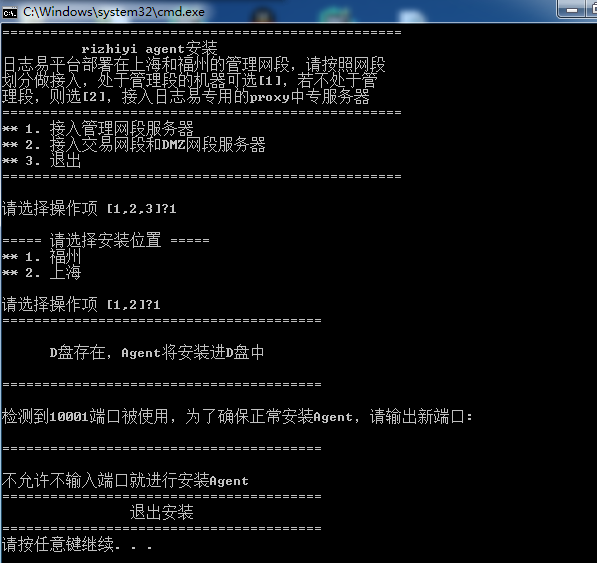 C:\Windows\system32\cmd.exe
==================================================
rizhiyi agent安装
日志易平台部署在上海和福州的管理网段，请按照网段
划分做接入，处于管理段的机器可选[1]，若不处于管
理段，则选[2]，接入日志易专用的proxy中专服务器
==================================================
** 1. 接入管理网段服务器
** 2. 接入交易网段和DMZ网段服务器
** 3. 退出
==================================================
请选择操作项 [1,2,3]?1
===== 请选择安装位置 =====
** 1. 福州
** 2. 上海
请选择操作项 [1,2]?1
========================================
D盘存在，Agent将安装进D盘中
========================================
检测到10001端口被使用，为了确保正常安装Agent，请输出新端口：
========================================
不允许不输入端口就进行安装Agent
========================================
退出安装
========================================
请按任意键继续. . .